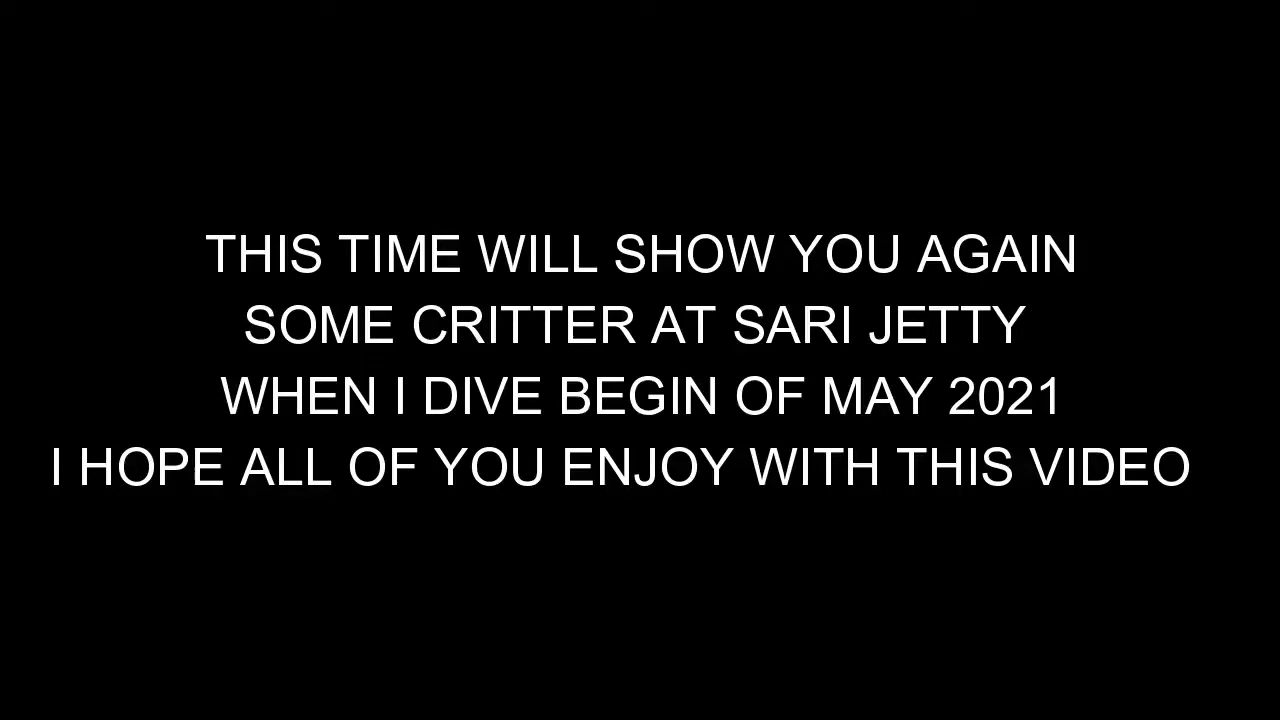 THIS TIME WILL SHOW YOU AGAIN
SOME CRITTER AT SARI JETTY
WHEN I DIVE BEGIN OF MAY 2021
I HOPE ALL OF YOU ENJOY WITH THIS VIDEO